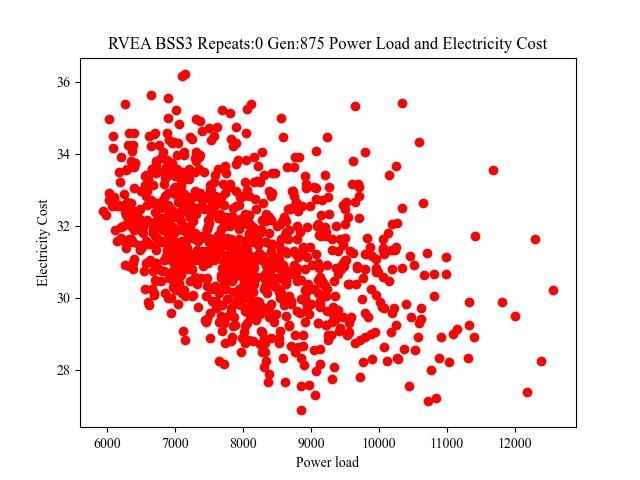 RVEA BSS3 Repeats:0 Gen:875 Power Load and Electricity Cost
36
34
32
30
28
Electricity Cost
6000 7000 8000 9000 10000 11000 12000
Power load